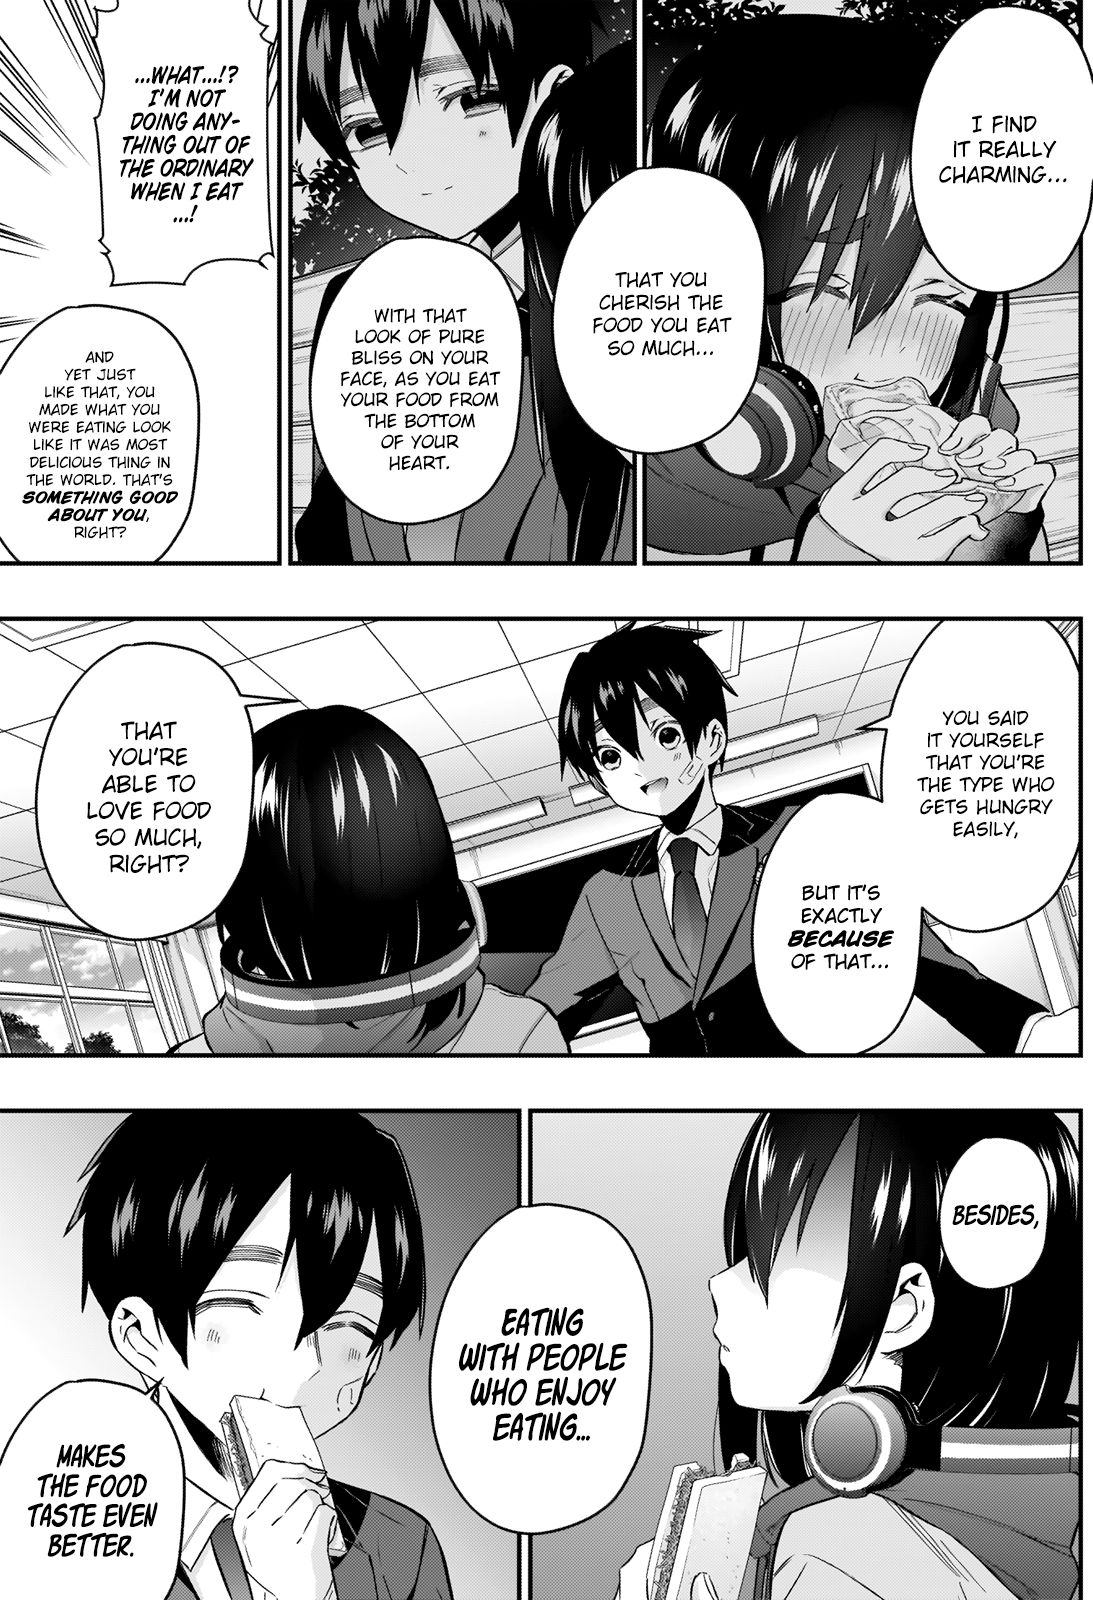 I FIND
IT REALLY
CHARMING...
THAT YOU
CHERISH THE
FOOD YOU EAT
SO MUCH...
WITH THAT
LOOK OF PURE
BLISS ON YOUR
FACE, AS YOU EAT
YOUR FOOD FROM
THE BOTTOM
OF YOUR
HEART.
...WHAT...!?
I'M NOT
DOING ANY-
THING OUT OF
THE ORDINARY
WHEN I EAT
...!
AND
YET JUST
LIKE THAT, YOU
MADE WHAT YOU
WERE EATING LOOK
LIKE IT WAS MOST
DELICIOUS THING IN
THE WORLD. THAT'S
SOMETHING GOOD
ABOUT YOU,
RIGHT?
YOU SAID
IT YOURSELF
THAT YOU'RE
THE TYPE WHO
GETS HUNGRY
EASILY,
BUT IT'S
EXACTLY
BECAUSE
OF THAT...
THAT
YOU'RE
ABLE TO
LOVE FOOD
SO MUCH,
RIGHT?
BESIDES,
EATING
WITH PEOPLE
WHO ENJOY
EATING...
MAKES
THE FOOD
TASTE EVEN
BETTER.